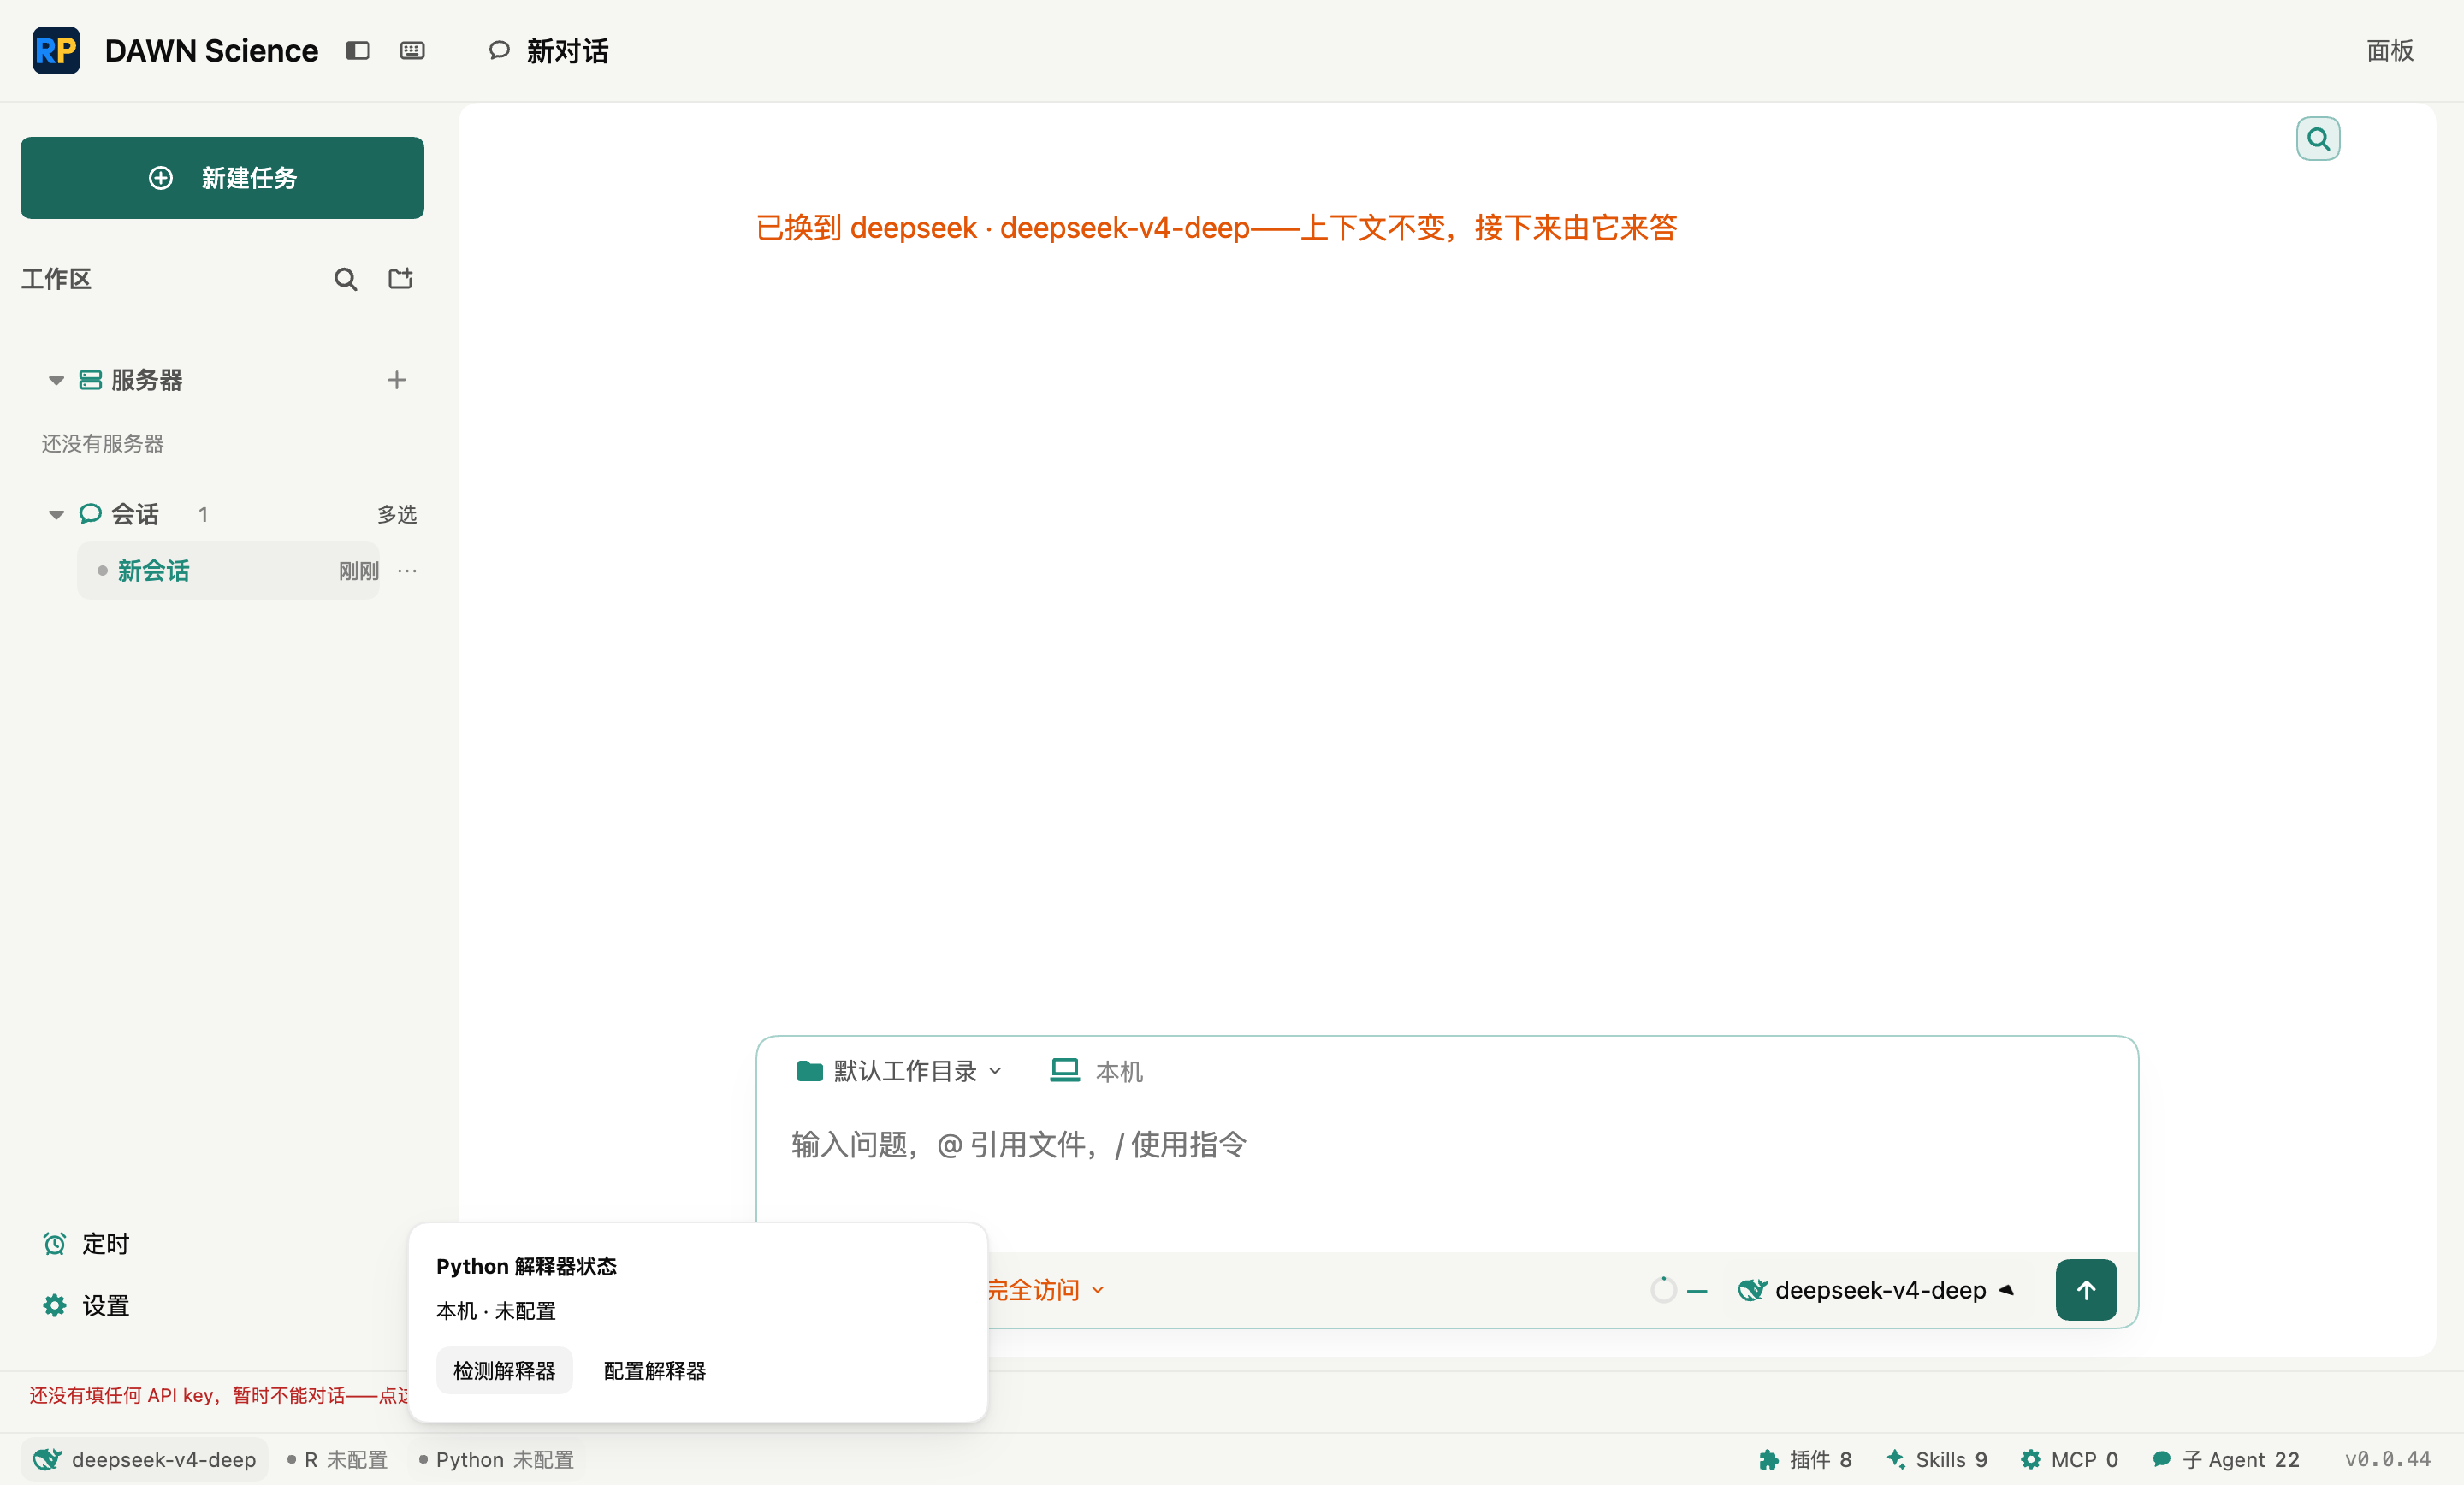 RP DAWN Science
新对话
面板
新建任务
工作区
服务器
还没有服务器
会话 1 多选
新会话 刚刚 ···
已换到 deepseek · deepseek-v4-deep——上下文不变，接下来由它来答
默认工作目录 本机
输入问题，@ 引用文件，/ 使用指令
完全访问
deepseek-v4-deep
定时
设置
Python 解释器状态
本机 · 未配置
检测解释器 配置解释器
还没有填任何 API key，暂时不能对话——点
deepseek-v4-deep R 未配置 Python 未配置
插件 8 Skills 9 MCP 0 子 Agent 22 v0.0.44